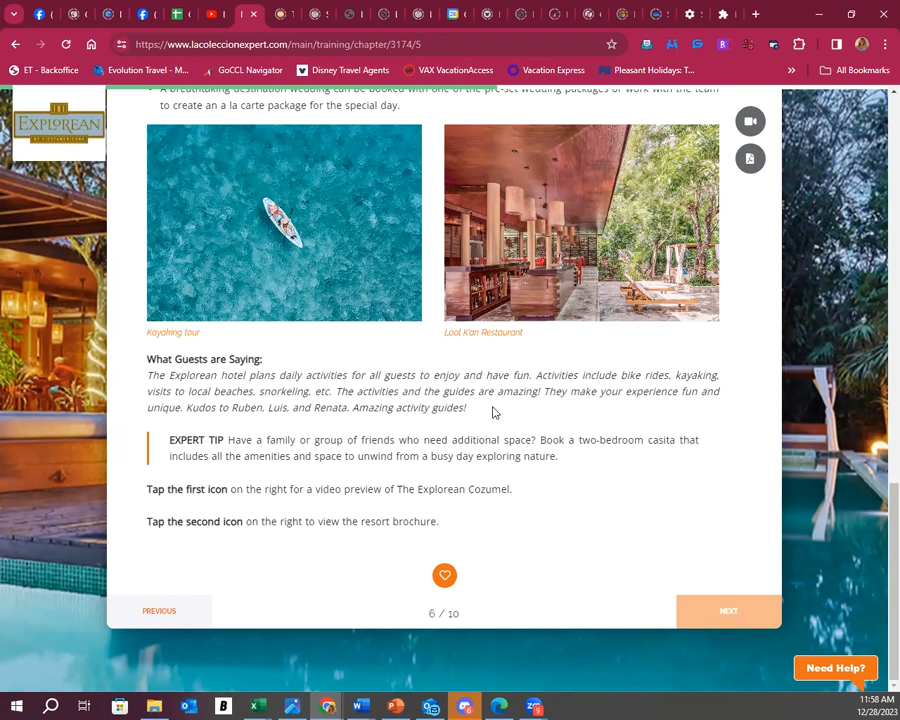 https://www.lacoleccionexpert.com/main/training/chapter/3174/5
ET - Backoffice
Evolution Travel - M...
GoCCL Navigator
Disney Travel Agents
VAX VacationAccess
Vacation Express
Pleasant Holidays: T...
All Bookmarks
THE
EXPLOREAN
BY FIESTAMERICANA
A breathtaking destination wedding can be booked with one of the pre-set wedding packages or work with the team
to create an a la carte package for the special day.
Kayaking tour
Lool K'an Restaurant
What Guests are Saying:
The Explorean hotel plans daily activities for all guests to enjoy and have fun. Activities include bike rides, kayaking,
visits to local beaches, snorkeling, etc. The activities and the guides are amazing! They make your experience fun and
unique. Kudos to Ruben, Luis, and Renata. Amazing activity guides!
EXPERT TIP Have a family or group of friends who need additional space? Book a two-bedroom casita that
includes all the amenities and space to unwind from a busy day exploring nature.
Tap the first icon on the right for a video preview of The Explorean Cozumel.
Tap the second icon on the right to view the resort brochure.
PREVIOUS
6 / 10
NEXT
Need Help?
11:58 AM
12/28/2023